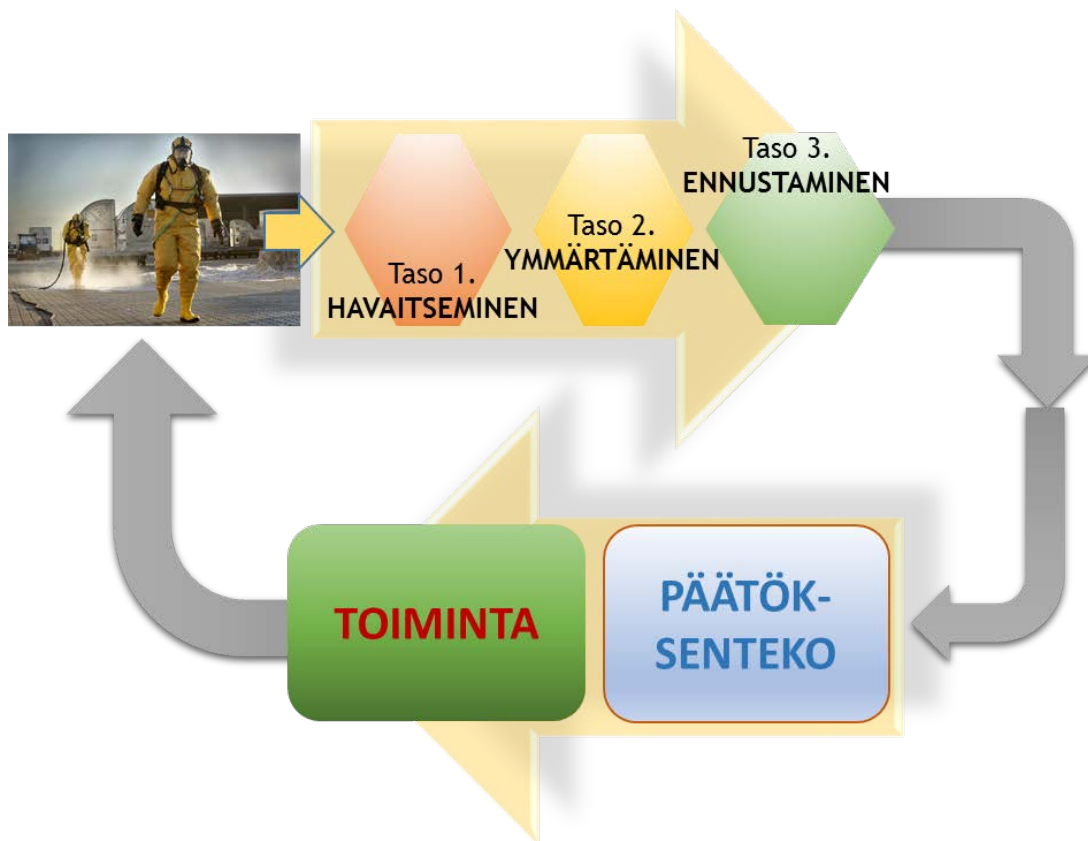 Taso 1.
HAVAITSEMINEN
Taso 2.
YMMÄRTÄMINEN
Taso 3.
ENNUSTAMINEN
PÄÄTÖK-
SENTEKO
TOIMINTA